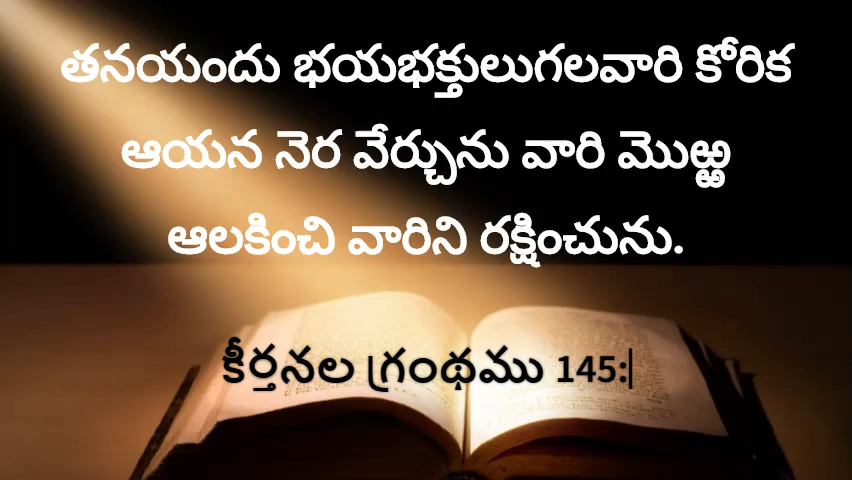 తనయందు భయభక్తులుగలవారి కోరిక
ఆయన నెర వేర్చును వారి మొఱ్ఱ
ఆలకించి వారిని రక్షించును.
కీర్తనల గ్రంథము 145: